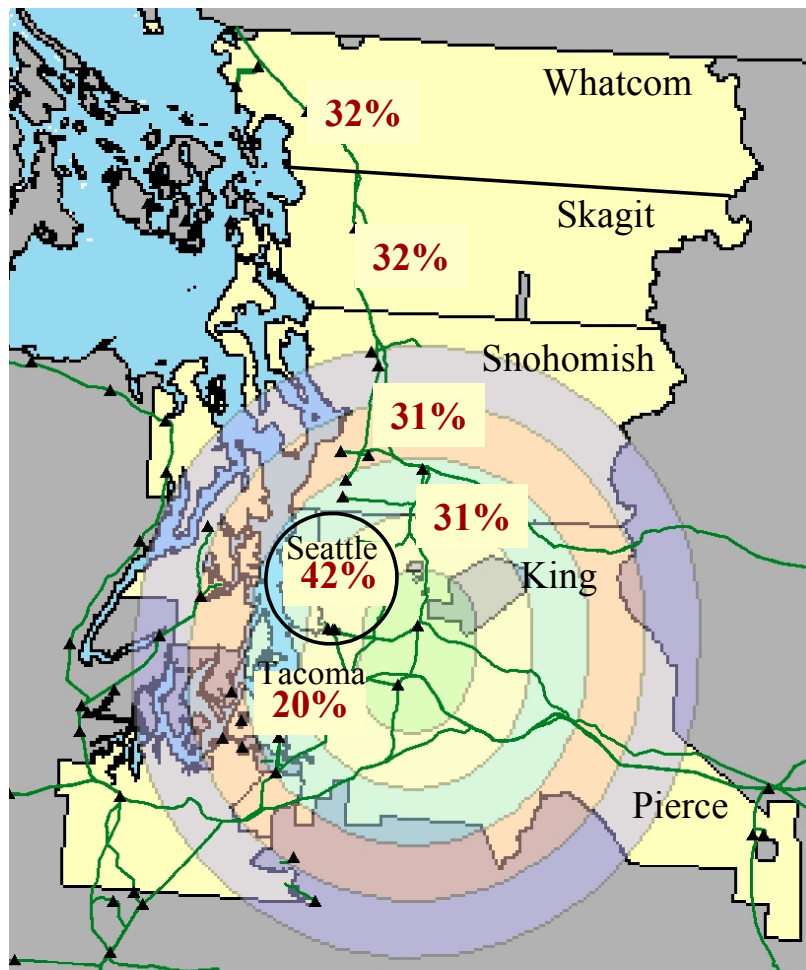 Whatcom
32%
Skagit
32%
Snohomish
31%
31%
Seattle
42%
King
Tacoma
20%
Pierce